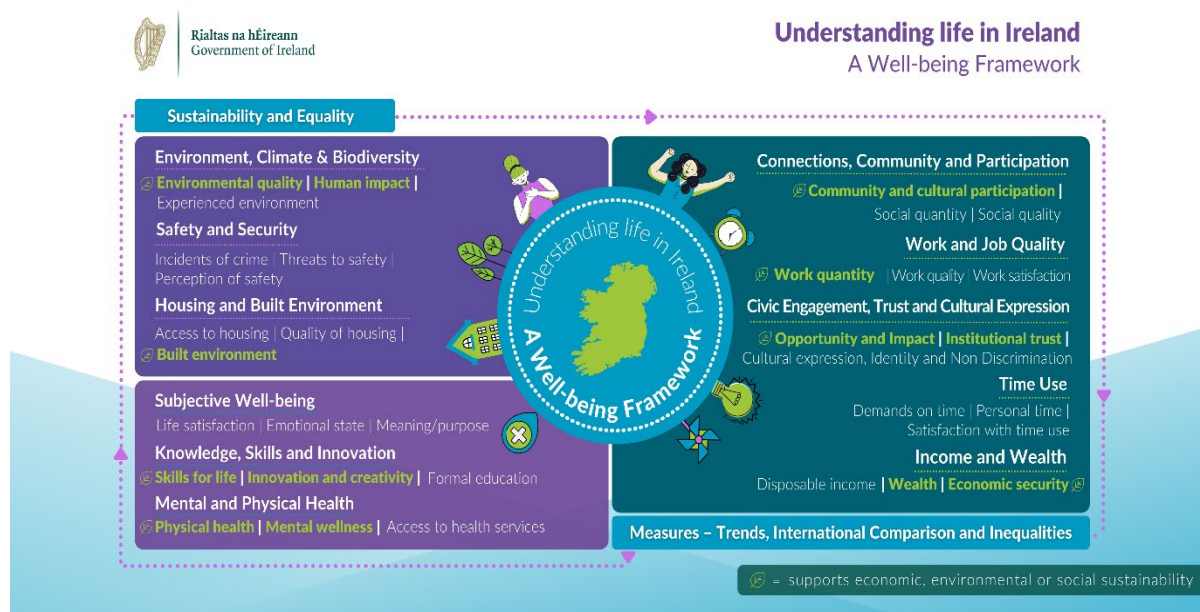 Rialtas na hÉireann
Government of Ireland
Understanding life in Ireland
A Well-being Framework
Sustainability and Equality
Environment, Climate & Biodiversity
Environmental quality | Human impact |
Experienced environment
Safety and Security
Incidents of crime | Threats to safety |
Perception of safety
Housing and Built Environment
Access to housing | Quality of housing |
Built environment
Subjective Well-being
Life satisfaction | Emotional state | Meaning/purpose
Knowledge, Skills and Innovation
Skills for life | Innovation and creativity | Formal education
Mental and Physical Health
Physical health | Mental wellness | Access to health services
Understanding life in Ireland
A Well-being Framework
Connections, Community and Participation
Community and cultural participation |
Social quantity | Social quality
Work and Job Quality
Work quantity | Work quality | Work satisfaction
Civic Engagement, Trust and Cultural Expression
Opportunity and Impact | Institutional trust |
Cultural expression, Identity and Non Discrimination
Time Use
Demands on time | Personal time |
Satisfaction with time use
Income and Wealth
Disposable income | Wealth | Economic security
Measures – Trends, International Comparison and Inequalities
= supports economic, environmental or social sustainability